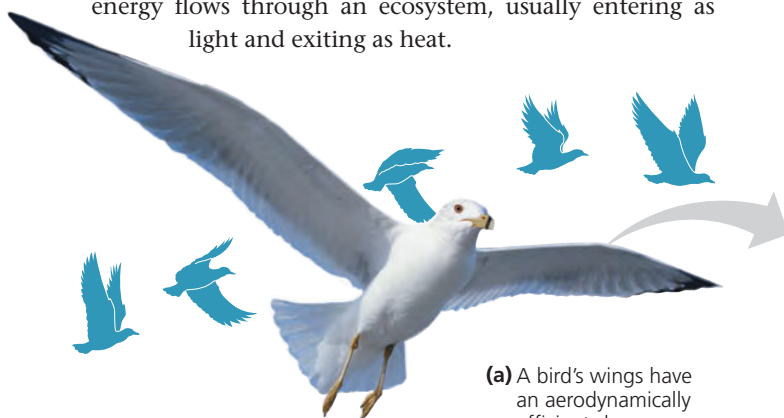 energy flows through an ecosystem, usually entering as
light and exiting as heat.
(a) A bird's wings have
an aerodynamically